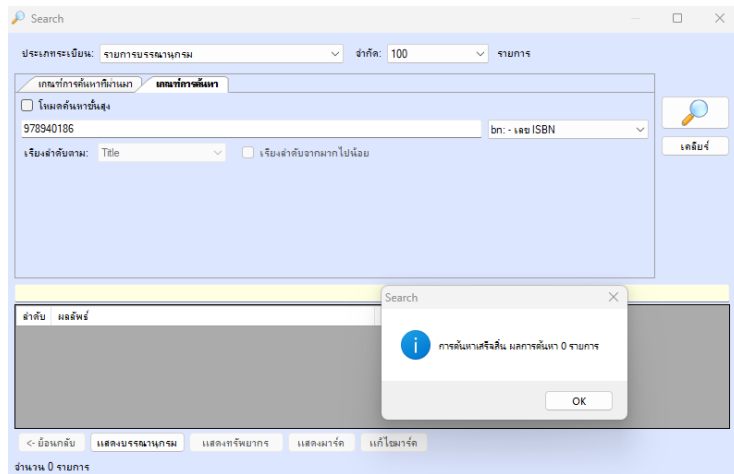 Search
ประเภทระเบียน: รายการบรรณานุกรม จำกัด: 100 รายการ
เกณฑ์การค้นหาที่ผ่านมา เกณฑ์การค้นหา
โหมดค้นหาขั้นสูง
978940186 bn: - เลข ISBN
เคลียร์
เรียงลำดับตาม: Title เรียงลำดับจากมากไปน้อย
ลำดับ ผลลัพธ์
Search
การค้นหาเสร็จสิ้น ผลการค้นหา 0 รายการ
OK
<- ย้อนกลับ แสดงบรรณานุกรม แสดงทรัพยากร แสดงมาร์ค แก้ไขมาร์ค
จำนวน 0 รายการ